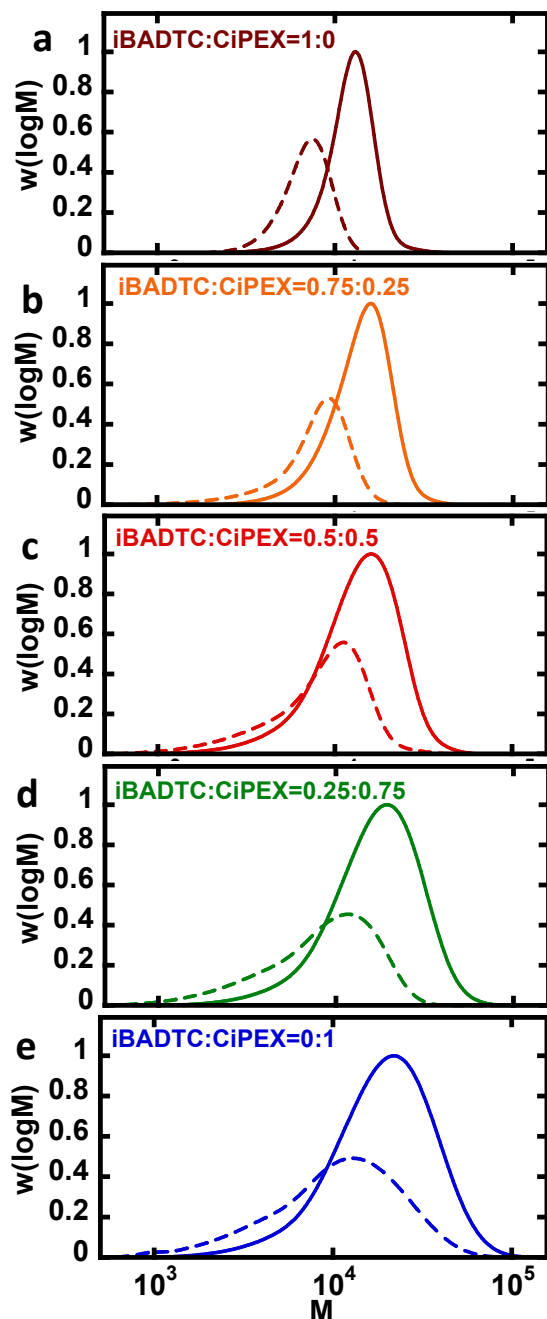 a
iBADTC:CiPEX=1:0
1
0.8
0.6
0.4
0.2
0
w(logM)
b
iBADTC:CiPEX=0.75:0.25
1
0.8
0.6
0.4
0.2
0
w(logM)
c
iBADTC:CiPEX=0.5:0.5
1
0.8
0.6
0.4
0.2
0
w(logM)
d
iBADTC:CiPEX=0.25:0.75
1
0.8
0.6
0.4
0.2
0
w(logM)
e
iBADTC:CiPEX=0:1
1
0.8
0.6
0.4
0.2
0
w(logM)
10³ 10⁴ 10⁵
M